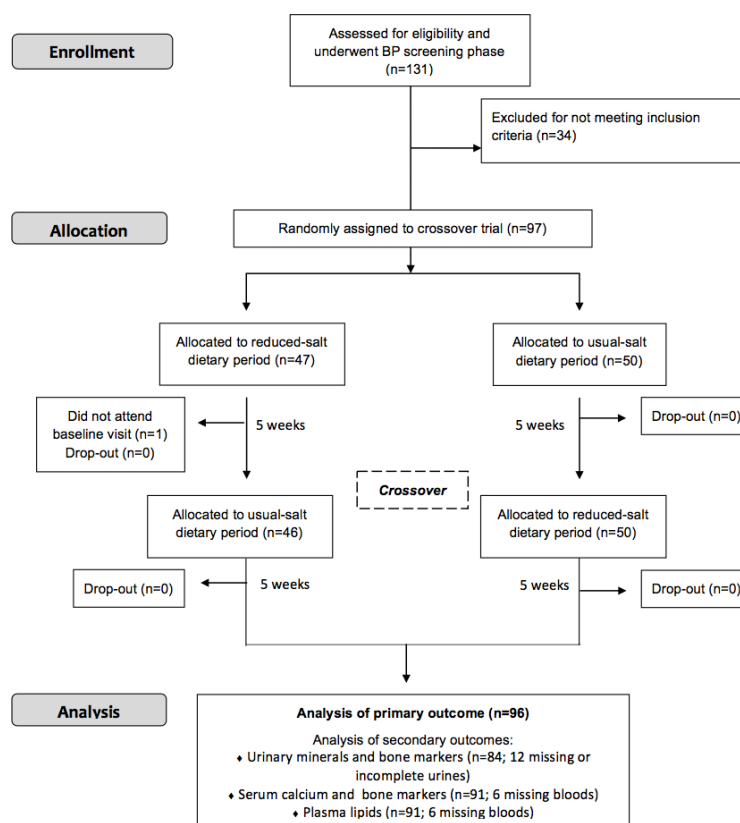 Enrollment
Assessed for eligibility and
underwent BP screening phase
(n=131)
Excluded for not meeting inclusion
criteria (n=34)
Allocation
Randomly assigned to crossover trial (n=97)
Allocated to reduced-salt
dietary period (n=47)
Allocated to usual-salt
dietary period (n=50)
Did not attend
baseline visit (n=1)
Drop-out (n=0)
5 weeks
5 weeks
Drop-out (n=0)
Crossover
Allocated to usual-salt
dietary period (n=46)
Allocated to reduced-salt
dietary period (n=50)
Drop-out (n=0)
5 weeks
5 weeks
Drop-out (n=0)
Analysis
Analysis of primary outcome (n=96)
Analysis of secondary outcomes:
♦ Urinary minerals and bone markers (n=84; 12 missing or
incomplete urines)
♦ Serum calcium and bone markers (n=91; 6 missing bloods)
♦ Plasma lipids (n=91; 6 missing bloods)